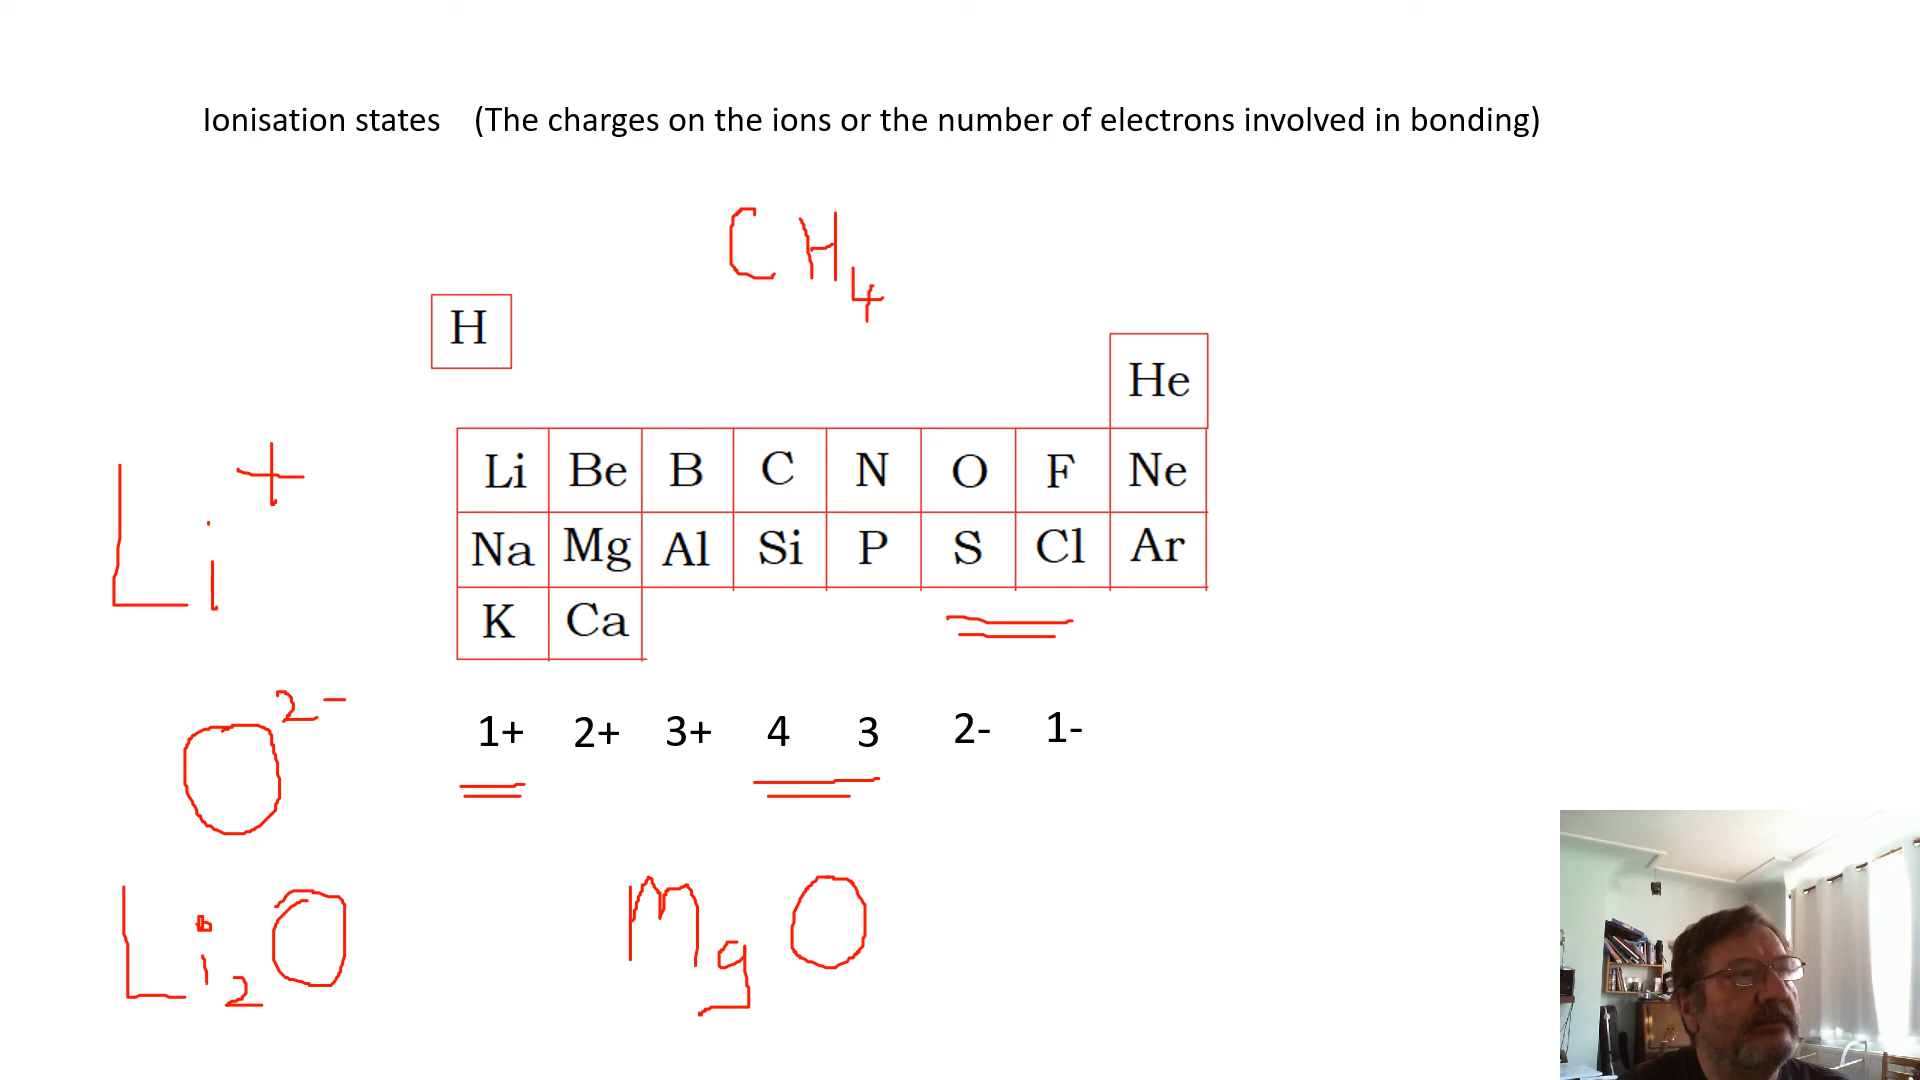 Ionisation states (The charges on the ions or the number of electrons involved in bonding)
CH4
H
He
Li Be B C N O F Ne
Li+
Na Mg Al Si P S Cl Ar
K Ca
O2-
1+ 2+ 3+ 4 3 2- 1-
Li2O MgO